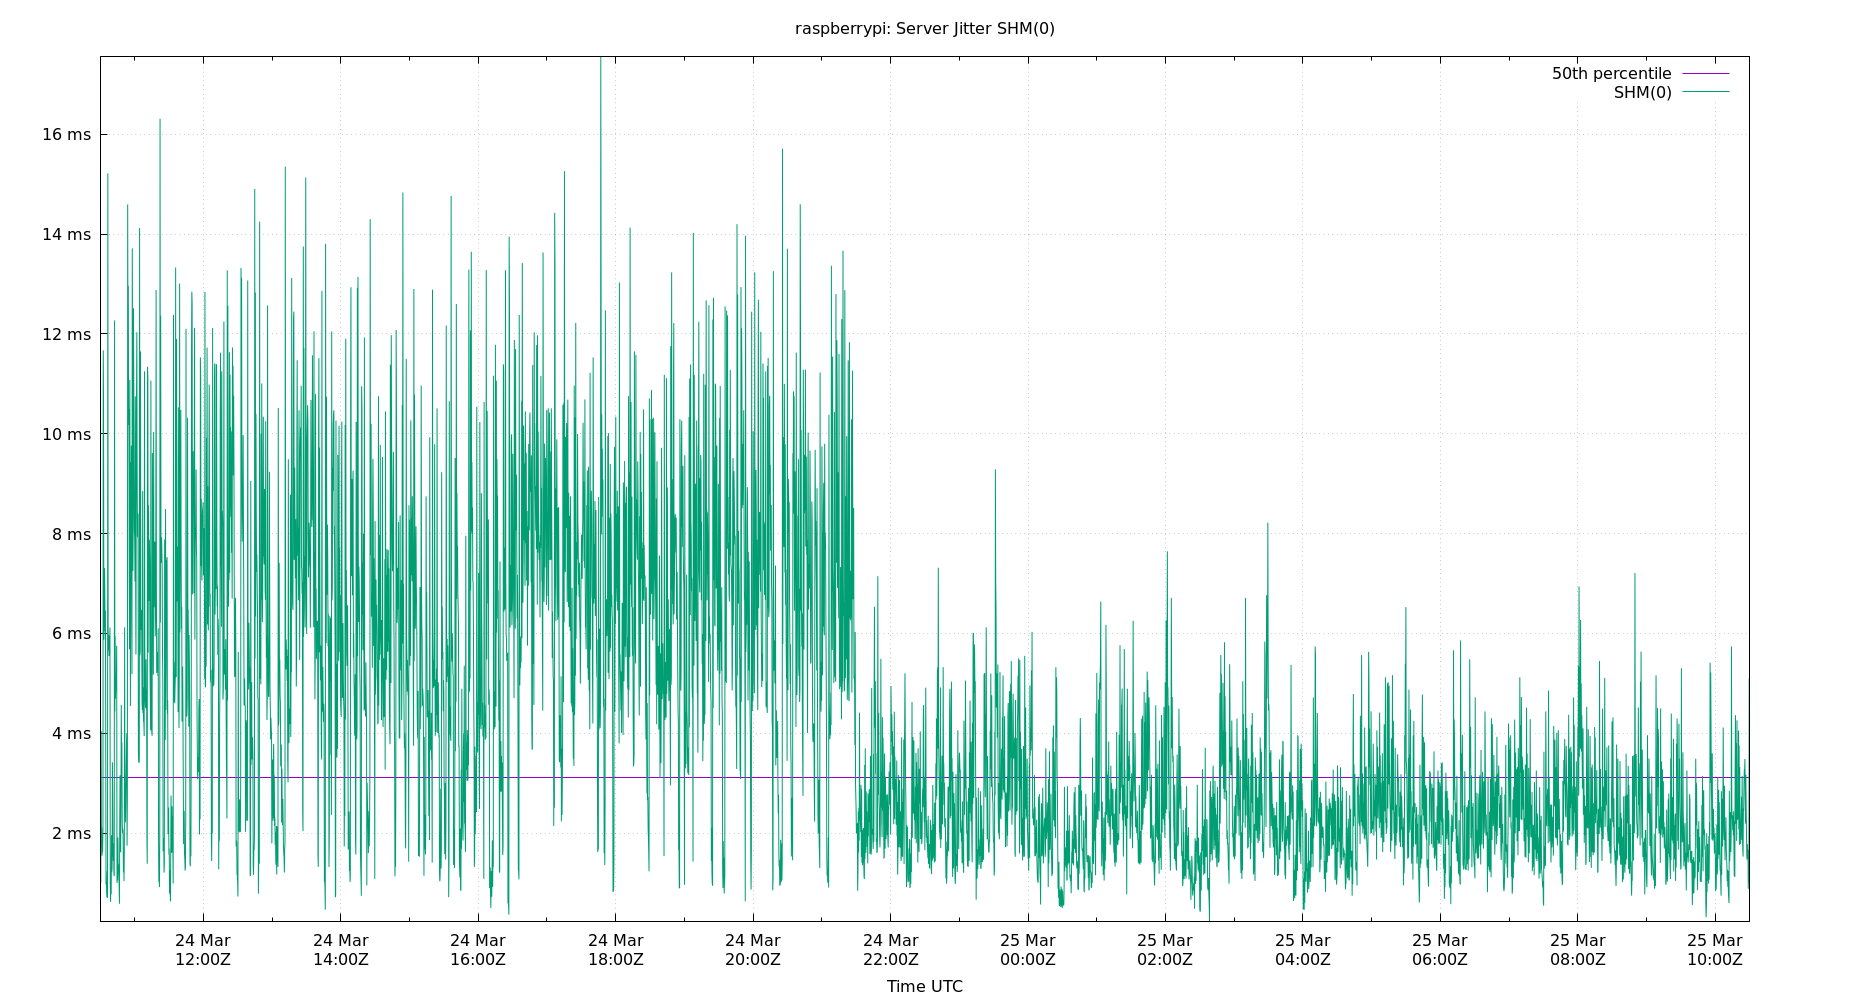 raspberrypi: Server Jitter SHM(0)
50th percentile
SHM(0)
16 ms
14 ms
12 ms
10 ms
8 ms
6 ms
4 ms
2 ms
24 Mar 24 Mar 24 Mar 24 Mar 24 Mar 24 Mar 25 Mar 25 Mar 25 Mar 25 Mar 25 Mar 25 Mar
12:00Z 14:00Z 16:00Z 18:00Z 20:00Z 22:00Z 00:00Z 02:00Z 04:00Z 06:00Z 08:00Z 10:00Z
Time UTC